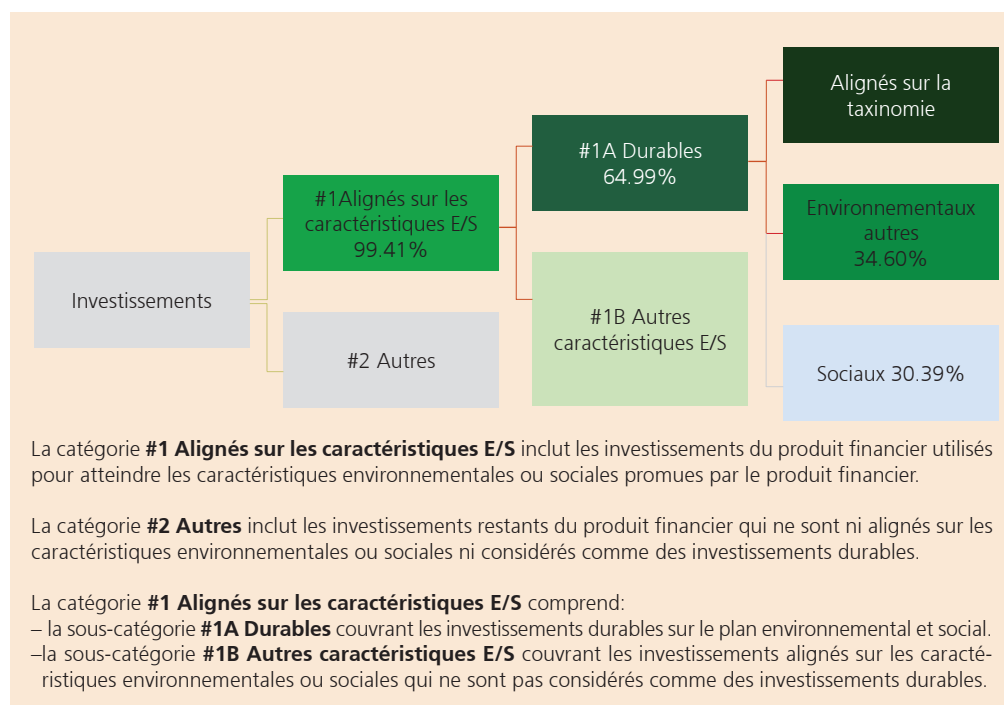 Alignés sur la
taxinomie
#1A Durables
64.99%
#1Alignés sur les
caractéristiques E/S
99.41%
Environnementaux
autres
34.60%
Investissements
#1B Autres
caractéristiques E/S
#2 Autres
Sociaux 30.39%
La catégorie #1 Alignés sur les caractéristiques E/S inclut les investissements du produit financier utilisés
pour atteindre les caractéristiques environnementales ou sociales promues par le produit financier.
La catégorie #2 Autres inclut les investissements restants du produit financier qui ne sont ni alignés sur les
caractéristiques environnementales ou sociales ni considérés comme des investissements durables.
La catégorie #1 Alignés sur les caractéristiques E/S comprend:
– la sous-catégorie #1A Durables couvrant les investissements durables sur le plan environnemental et social.
–la sous-catégorie #1B Autres caractéristiques E/S couvrant les investissements alignés sur les caracté-
ristiques environnementales ou sociales qui ne sont pas considérés comme des investissements durables.